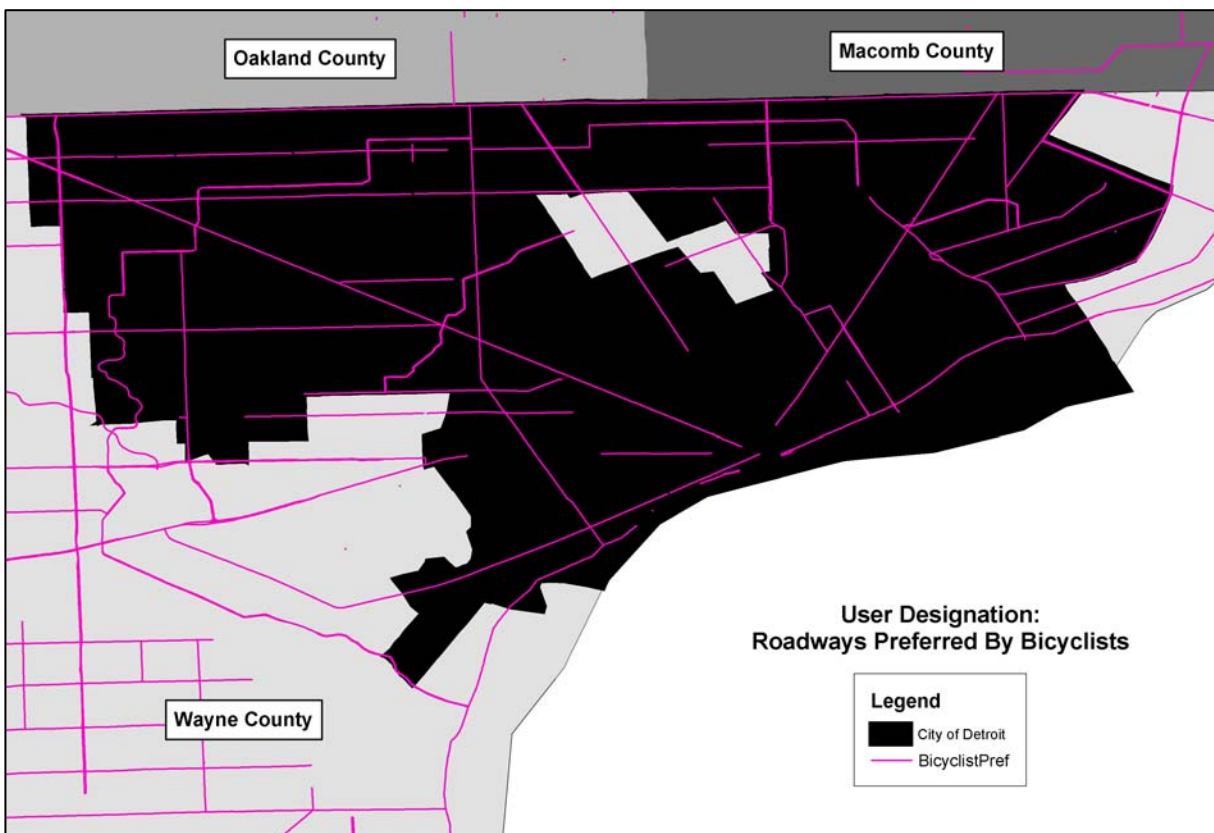 Oakland County
Macomb County
User Designation:
Roadways Preferred By Bicyclists
Wayne County
Legend
City of Detroit
BicyclistPref